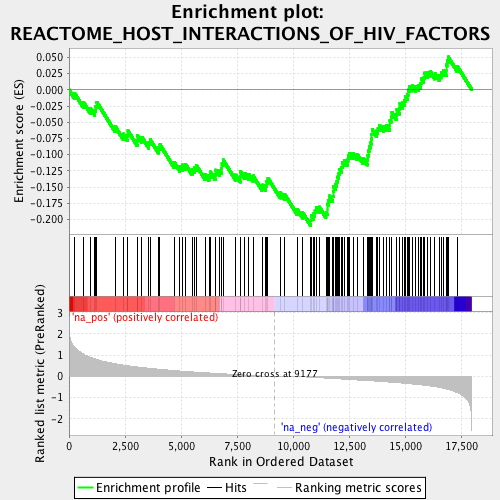 Enrichment plot:
REACTOME_HOST_INTERACTIONS_OF_HIV_FACTORS
Enrichment score (ES)
0.050
0.025
0.000
-0.025
-0.050
-0.075
-0.100
-0.125
-0.150
-0.175
-0.200
'na_pos' (positively correlated)
Ranked list metric (PreRanked)
3
2
1
0
-1
-2
Zero cross at 9177
'na_neg' (negatively correlated)
0
2,500
5,000
7,500
10,000
12,500
15,000
17,500
Rank in Ordered Dataset
Enrichment profile
Hits
Ranking metric scores